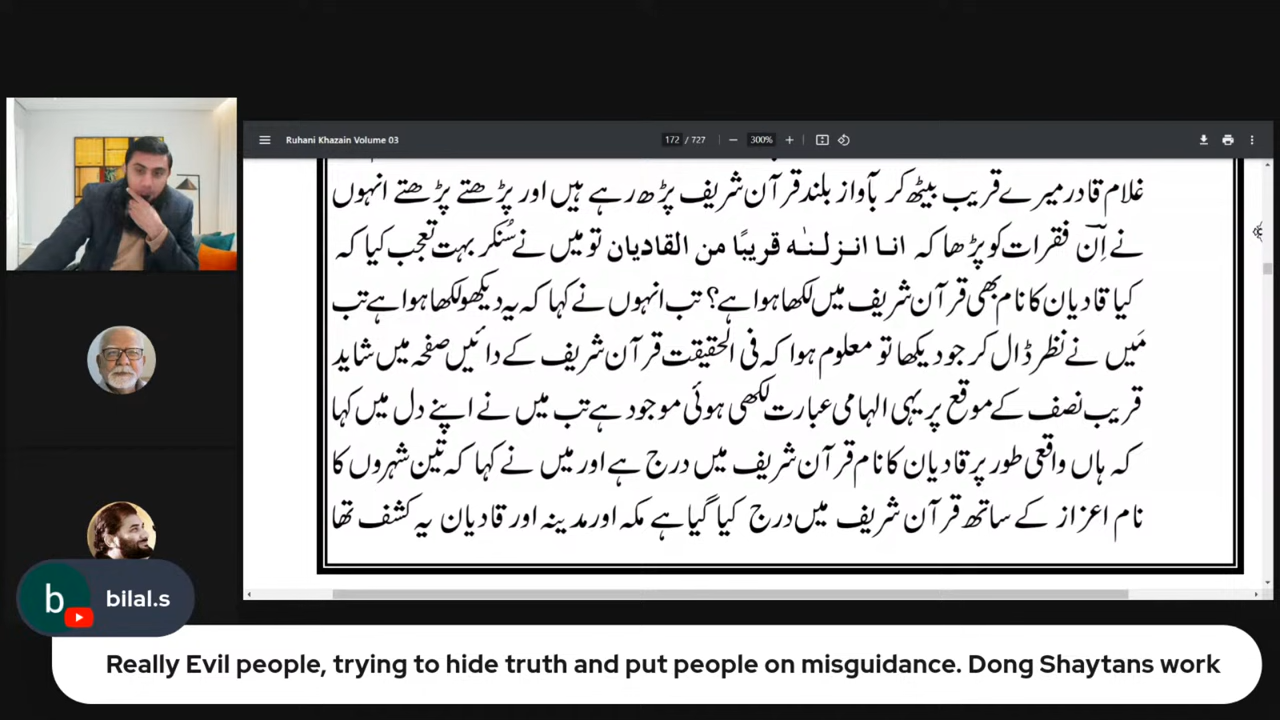 Ruhani Khazain Volume 03
172 / 727
300%
غلام قادر میرے قریب بیٹھ کر بآواز بلند قرآن شریف پڑھ رہے ہیں اور پڑھتے پڑھتے انہوں
نے اِنؔ فقرات کو پڑھا کہ انا انزلنٰہ قریبًا من القادیان تو میں نے سُنکر بہت تعجب کیا کہ
کیا قادیان کا نام بھی قرآن شریف میں لکھا ہوا ہے؟ تب انہوں نے کہا کہ یہ دیکھو لکھا ہوا ہے تب
مَیں نے نظر ڈال کر جو دیکھا تو معلوم ہوا کہ فی الحقیقت قرآن شریف کے دائیں صفحہ میں شاید
قریب نصف کے موقع پر یہی الہامی عبارت لکھی ہوئی موجود ہے تب میں نے اپنے دل میں کہا
کہ ہاں واقعی طور پر قادیان کا نام قرآن شریف میں درج ہے اور میں نے کہا کہ تین شہروں کا
نام اعزاز کے ساتھ قرآن شریف میں درج کیا گیا ہے مکہ اور مدینہ اور قادیان یہ کشف تھا
b
bilal.s
Really Evil people, trying to hide truth and put people on misguidance. Dong Shaytans work